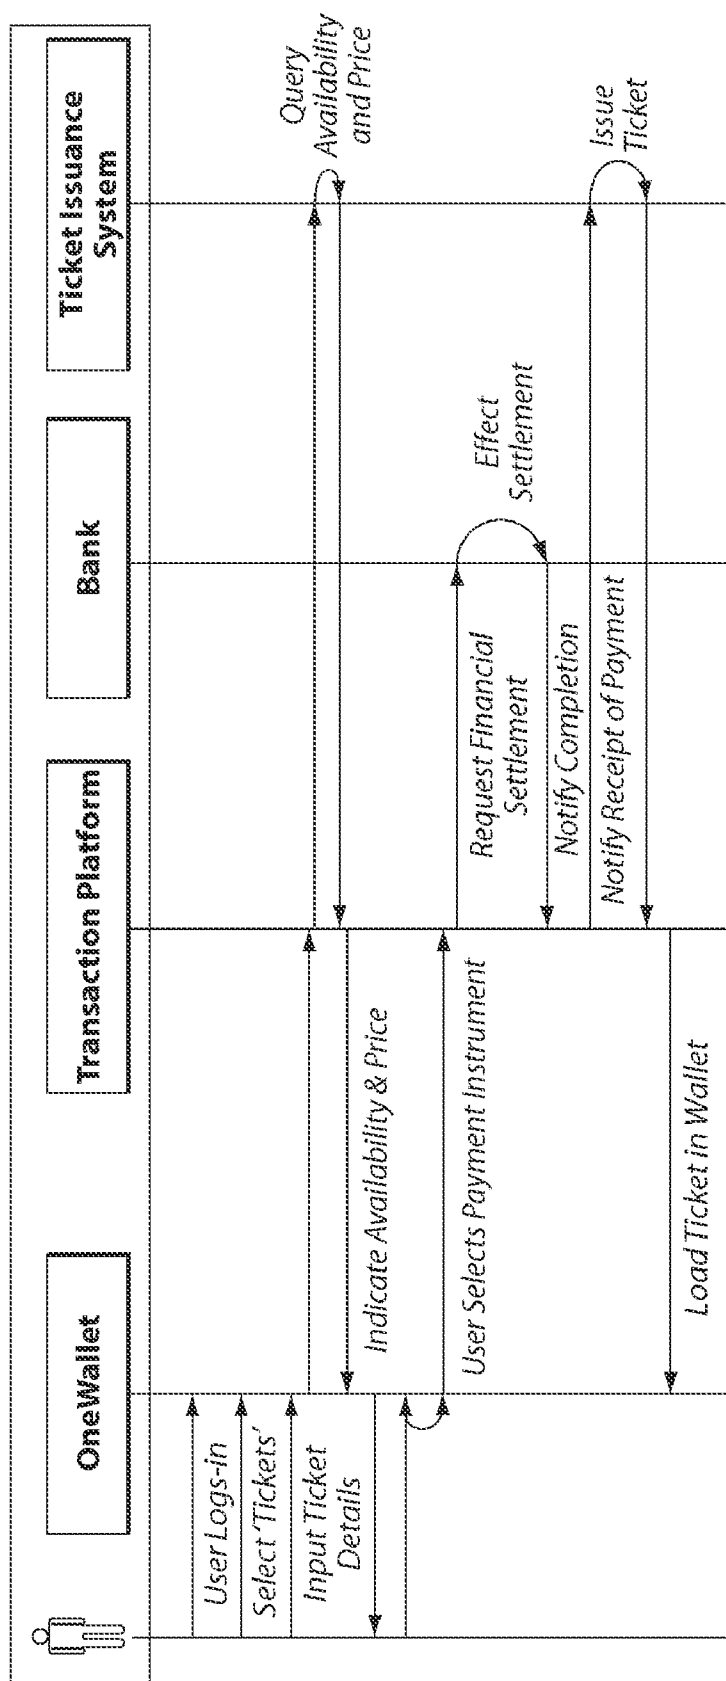 OneWallet
Transaction Platform
Bank
Ticket Issuance
System
User Logs-in
Select 'Tickets'
Input Ticket
Details
Query
Availability
and Price
Indicate Availability & Price
User Selects Payment Instrument
Request Financial
Settlement
Effect
Settlement
Notify Completion
Notify Receipt of Payment
Issue
Ticket
Load Ticket in Wallet